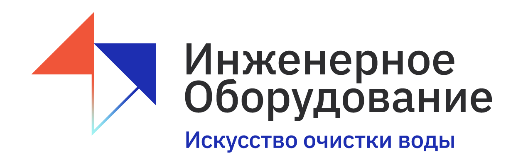 Инженерное
Оборудование
Искусство очистки воды